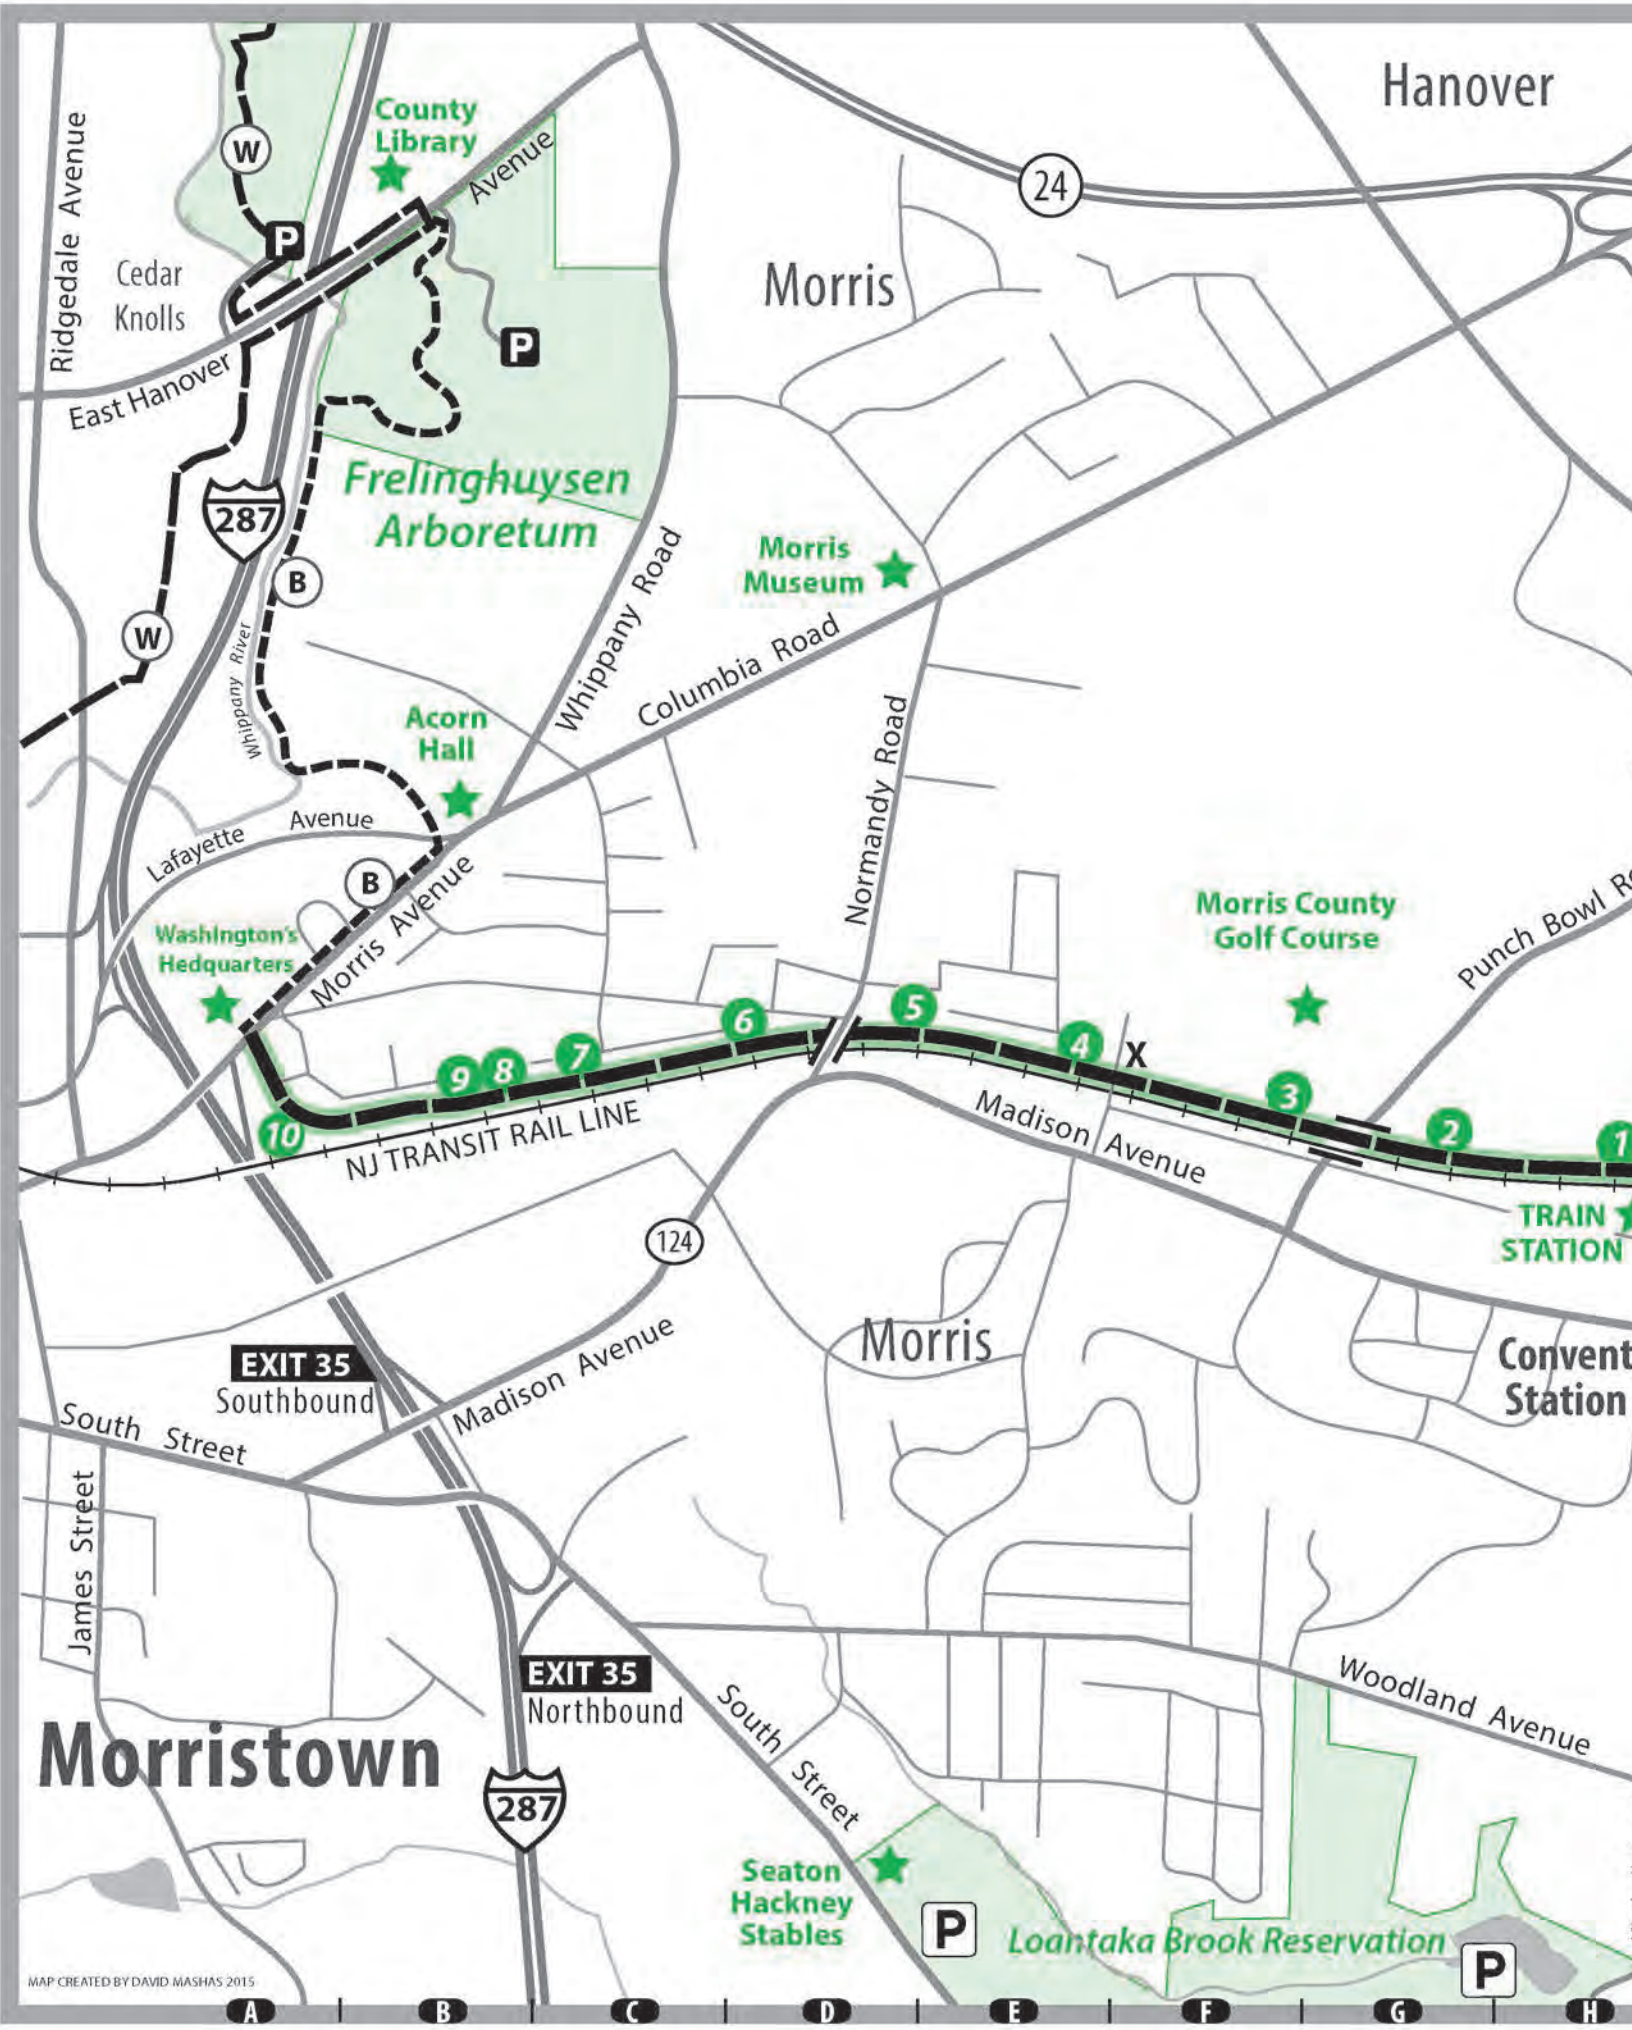 Hanover
County
Library
W
Avenue
24
Ridgedale Avenue
P
Cedar
Knolls
Morris
P
East Hanover
Frelinghuysen
Arboretum
287
Morris
Museum
B
Whippany Road
W
Whippany River
Columbia Road
Acorn
Hall
Normandy Road
Lafayette Avenue
B
Morris Avenue
Morris County
Golf Course
Punch Bowl R
Washington's
Hedquarters
10
9
8
7
6
5
4
X
3
2
1
NJ TRANSIT RAIL LINE
Madison Avenue
TRAIN
STATION
124
Morris
Convent
Station
EXIT 35
Southbound
Madison Avenue
South Street
James Street
EXIT 35
Northbound
Woodland Avenue
South Street
Morristown
287
Seaton
Hackney
Stables
P
Loantaka Brook Reservation
P
MAP CREATED BY DAVID MASHAS 2015
A B C D E F G H